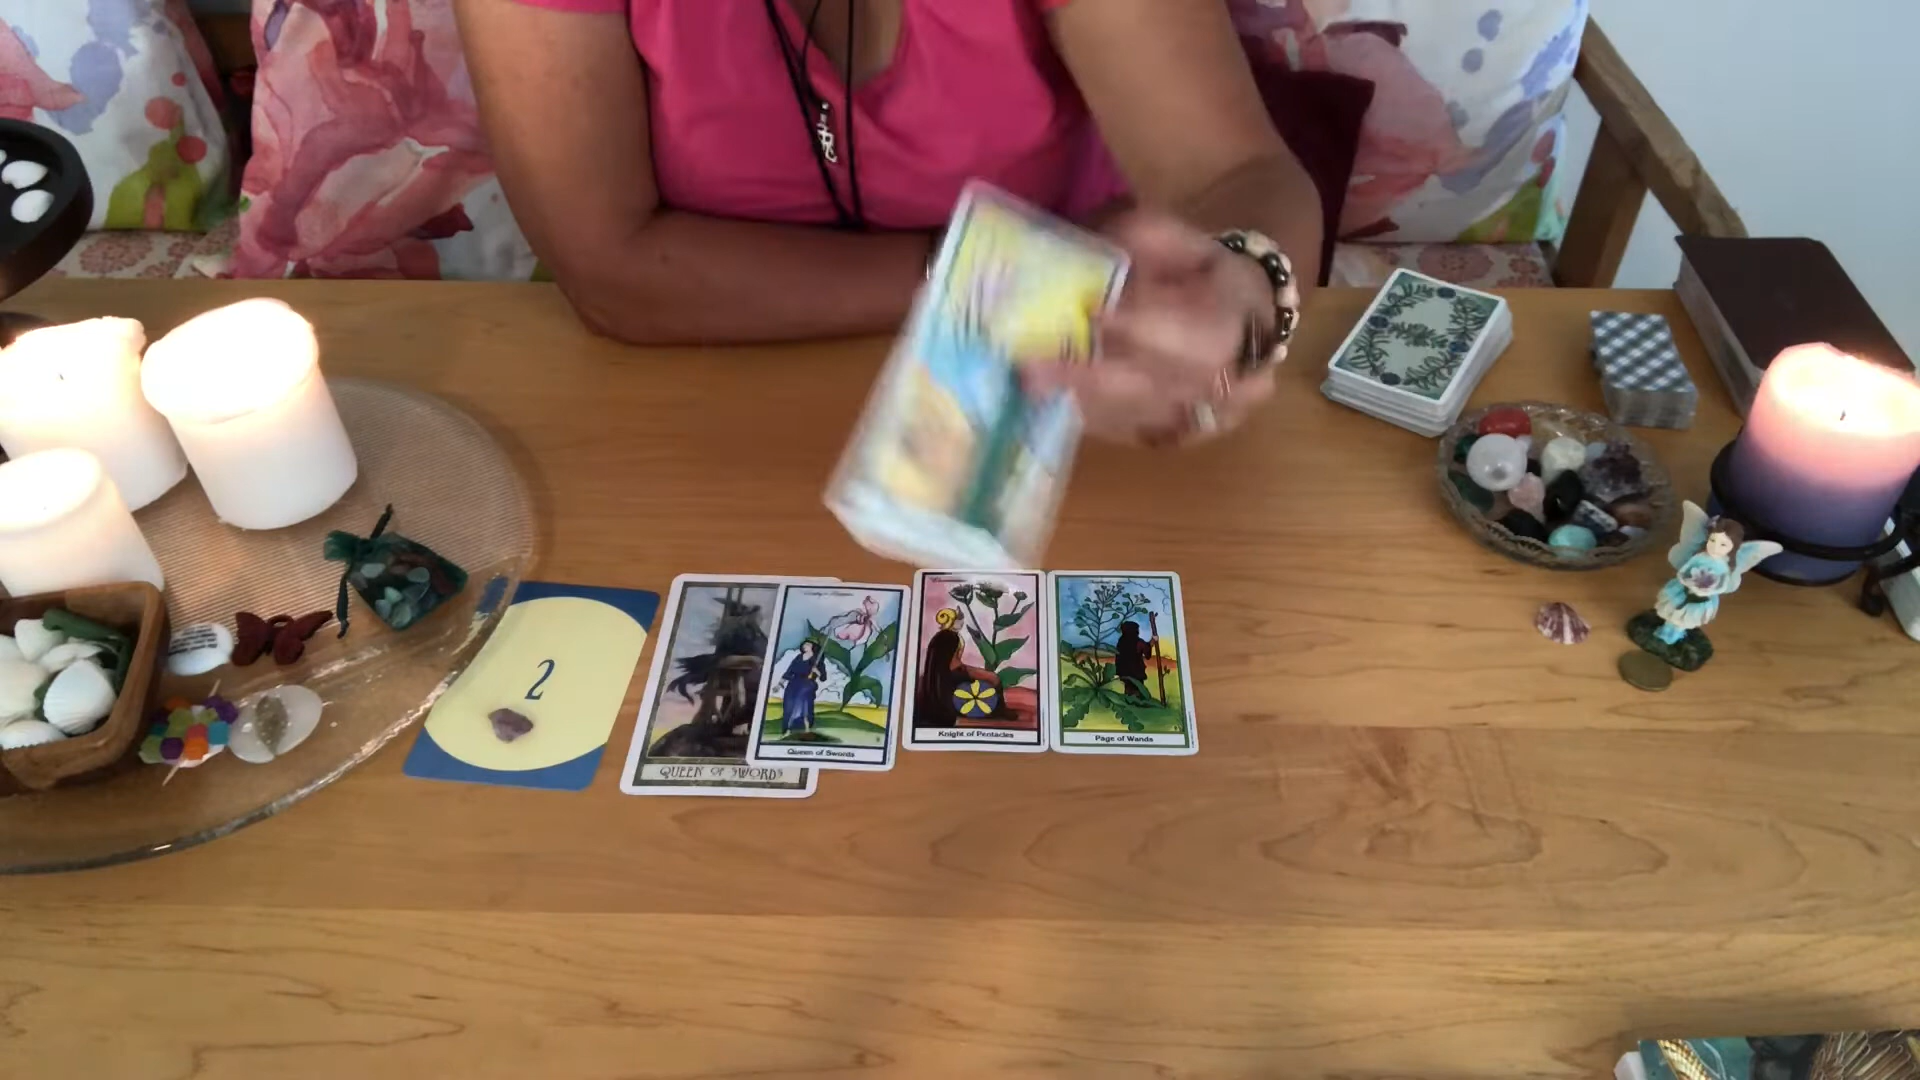 2
QUEEN OF SWORDS
Queen of Swords
Knight of Pentacles
Page of Wands